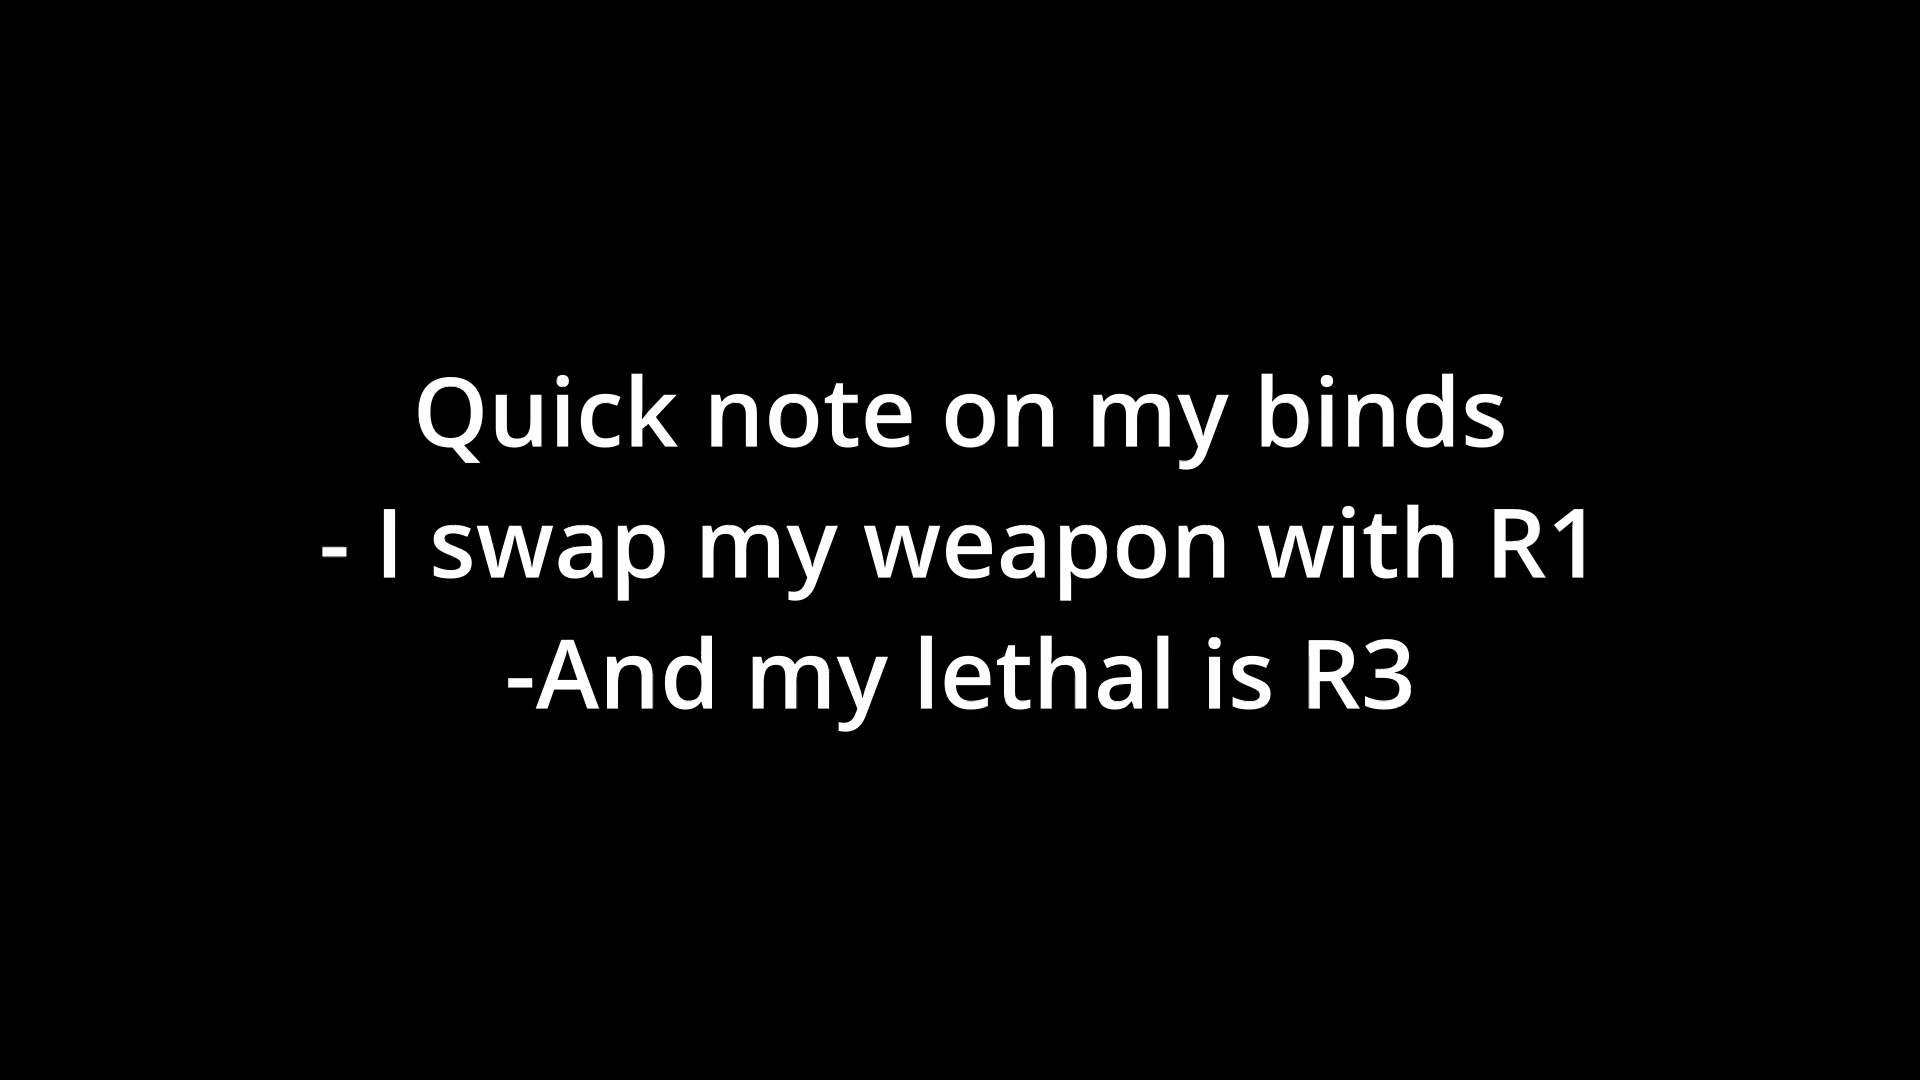 Quick note on my binds
- I swap my weapon with R1
-And my lethal is R3